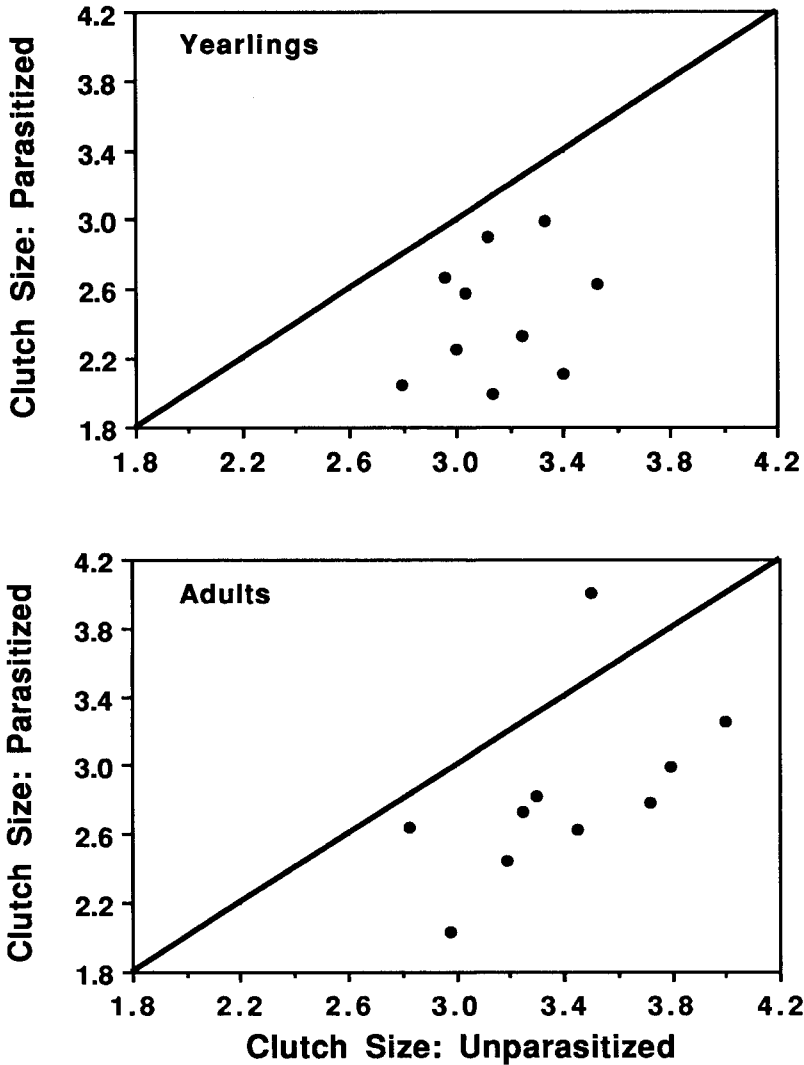 Clutch Size: Parasitized
4.2
3.8
3.4
3.0
2.6
2.2
1.8
Yearlings
1.8 2.2 2.6 3.0 3.4 3.8 4.2
Clutch Size: Parasitized
4.2
3.8
3.4
3.0
2.6
2.2
1.8
Adults
1.8 2.2 2.6 3.0 3.4 3.8 4.2
Clutch Size: Unparasitized